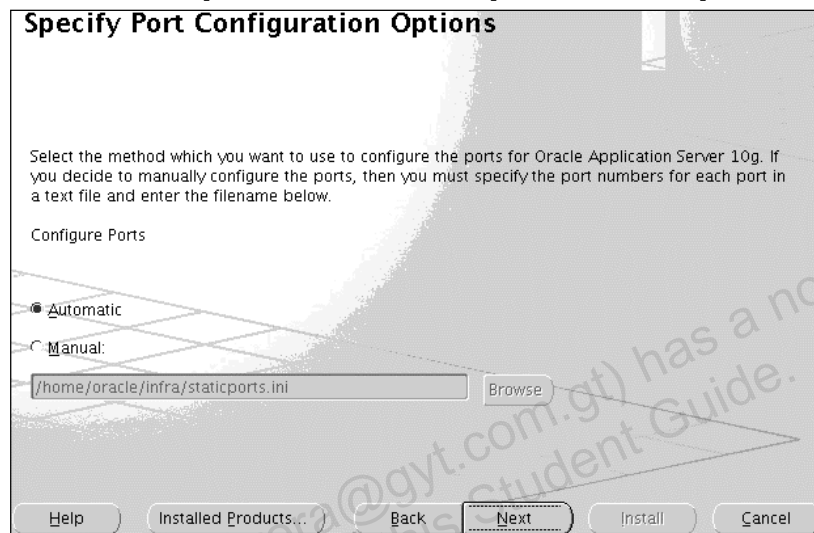 Specify Port Configuration Options
Select the method which you want to use to configure the ports for Oracle Application Server 10g. If
you decide to manually configure the ports, then you must specify the port numbers for each port in
a text file and enter the filename below.
Configure Ports
Automatic
Manual:
/home/oracle/infra/staticports.ini
Browse
@gyt.com.gt) has a
Student Guide.
Help
Installed Products...
Back
Next
Install
Cancel